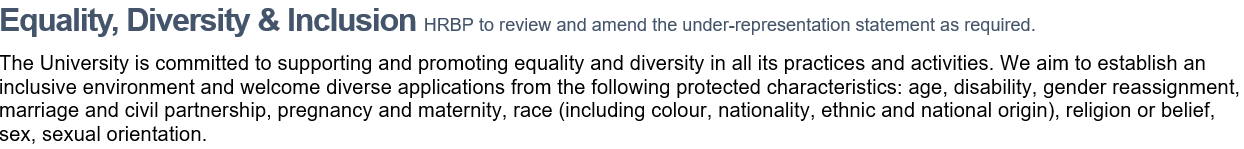 Equality, Diversity & Inclusion HRBP to review and amend the under-representation statement as required.
The University is committed to supporting and promoting equality and diversity in all its practices and activities. We aim to establish an
inclusive environment and welcome diverse applications from the following protected characteristics: age, disability, gender reassignment,
marriage and civil partnership, pregnancy and maternity, race (including colour, nationality, ethnic and national origin), religion or belief,
sex, sexual orientation.